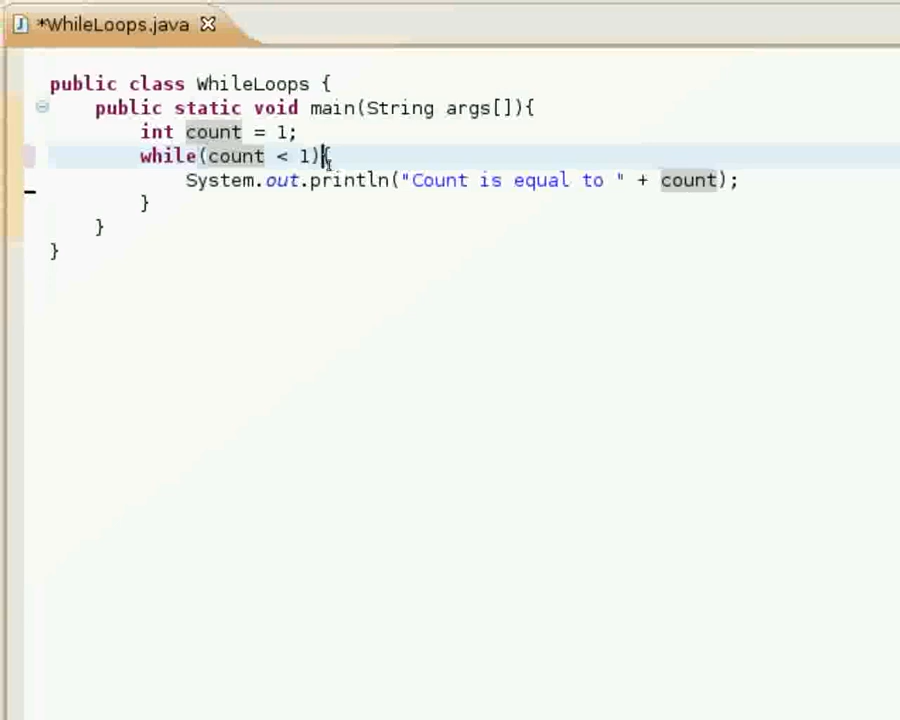 *WhileLoops.java
public class WhileLoops {
public static void main(String args[]){
int count = 1;
while(count < 1){
System.out.println("Count is equal to " + count);
}
}
}